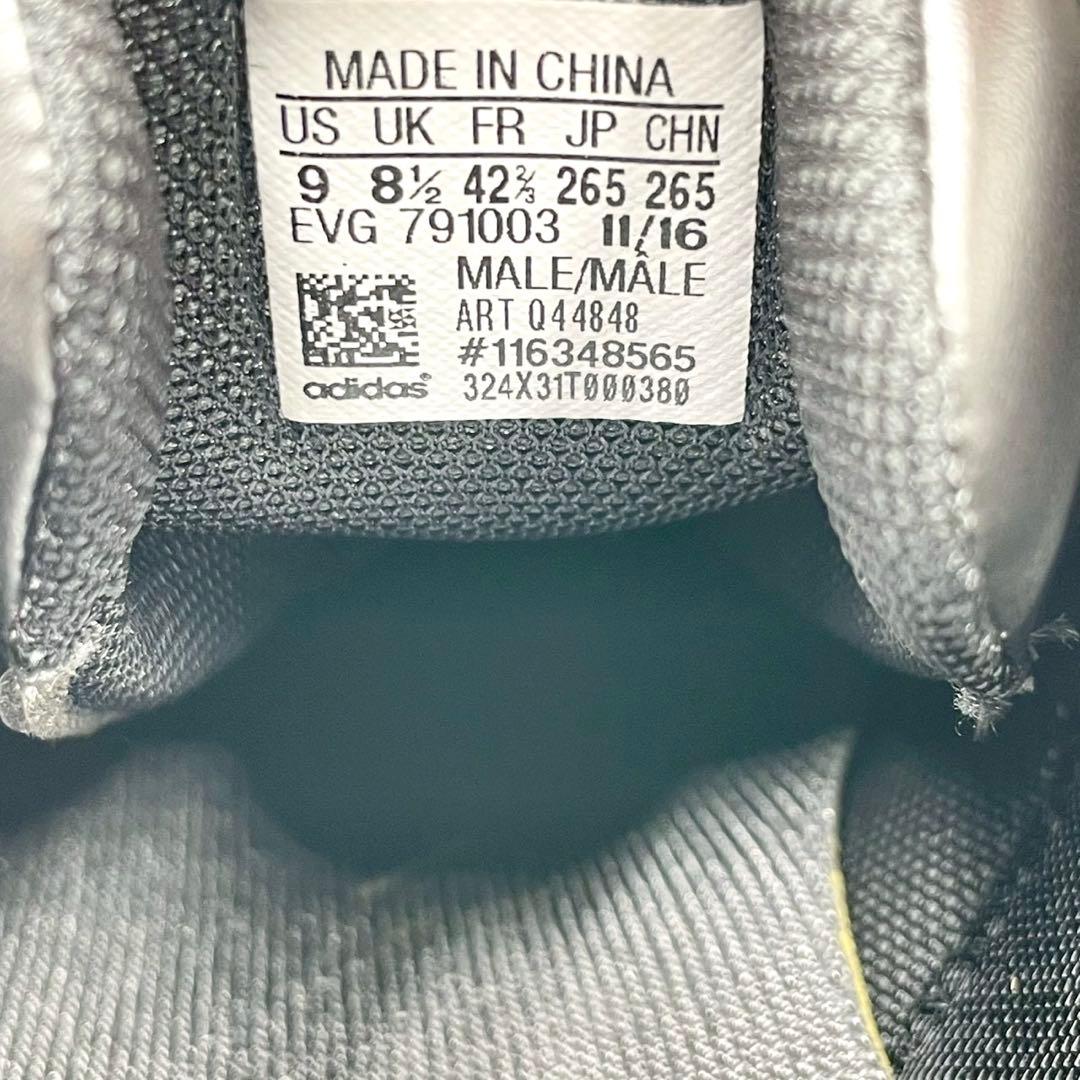 MADE IN CHINA
US UK FR JP CHN
9 8½ 42⅔ 265 265
EVG 791003 11/16
MALE/MÂLE
ART Q44848
#116348565
adidas® 324X31T000380